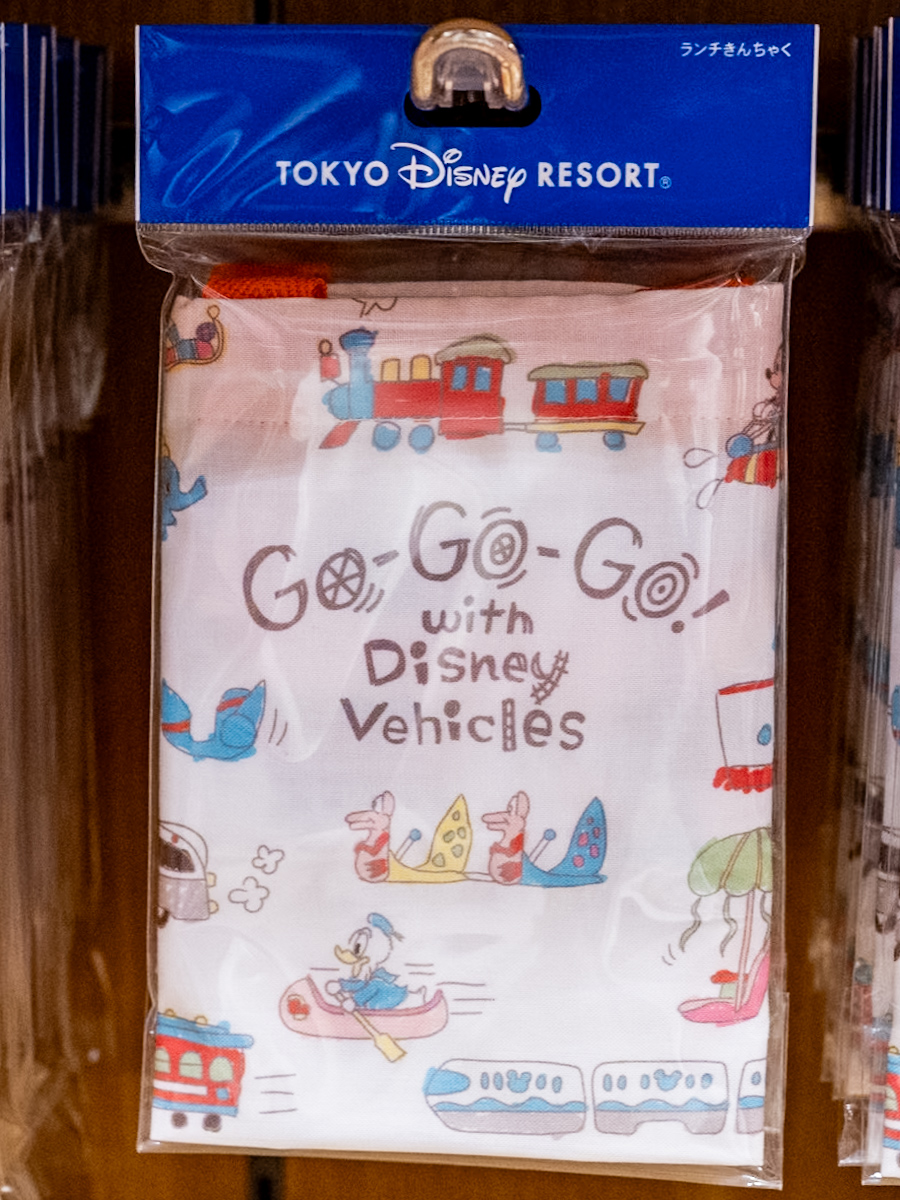 ランチきんちゃく
TOKYO Disney RESORT®
Go-Go-Go!
with
Disney
Vehicles